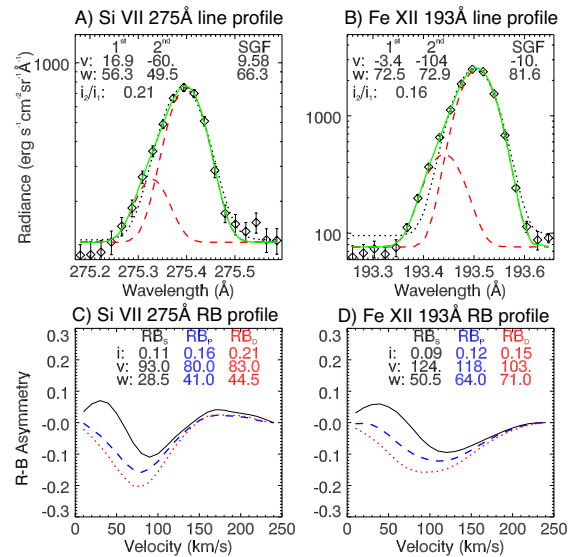 A) Si VII 275Å line profile
1st 2nd SGF
v: 16.9 -60. 9.58
w: 56.3 49.5 66.3
i2/i1: 0.21
1000
100
Radiance (erg s⁻¹cm⁻²sr⁻¹Å⁻¹)
275.2 275.3 275.4 275.5
Wavelength (Å)
B) Fe XII 193Å line profile
1st 2nd SGF
v: -3.4 -104 -10.
w: 72.5 72.9 81.6
i2/i1: 0.16
1000
100
193.3 193.4 193.5 193.6
Wavelength (Å)
C) Si VII 275Å RB profile
RBS RBP RBD
i: 0.11 0.16 0.21
v: 93.0 80.0 83.0
w: 28.5 41.0 44.5
0.3
0.2
0.1
-0.0
-0.1
-0.2
-0.3
R-B Asymmetry
0 50 100 150 200 250
Velocity (km/s)
D) Fe XII 193Å RB profile
RBS RBP RBD
i: 0.09 0.12 0.15
v: 124. 118. 103.
w: 50.5 64.0 71.0
0.3
0.2
0.1
-0.0
-0.1
-0.2
-0.3
0 50 100 150 200 250
Velocity (km/s)